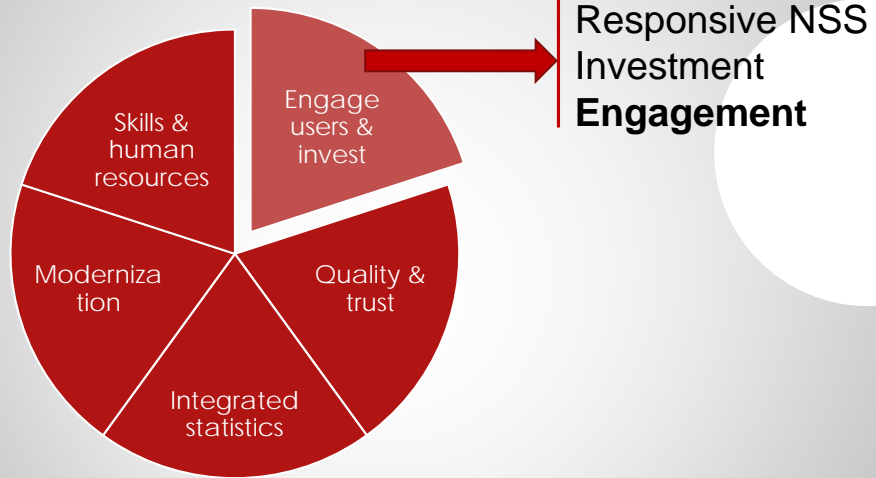 Responsive NSS
Investment
Engagement
Engage
users &
invest
Skills &
human
resources
Quality &
trust
Moderniza
tion
Integrated
statistics